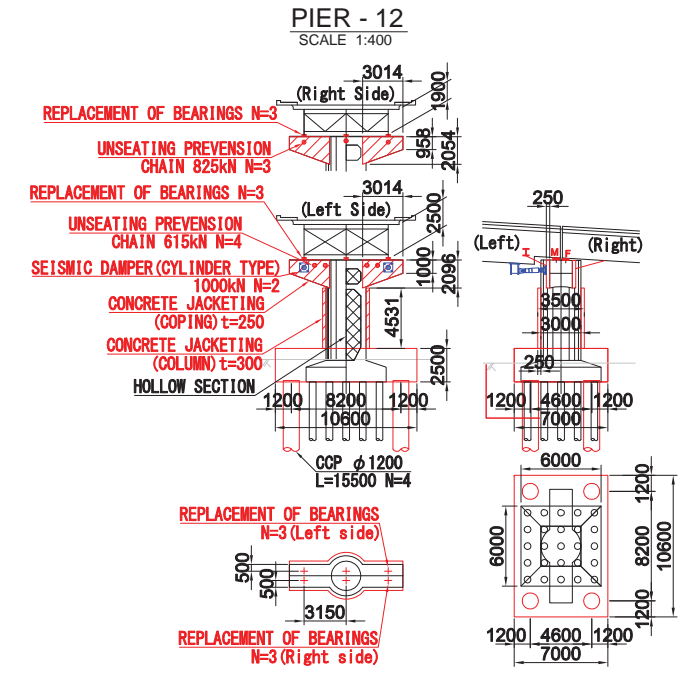 PIER - 12
SCALE 1:400
3014
(Right Side)
1900
REPLACEMENT OF BEARINGS N=3
UNSEATING PREVENSION
CHAIN 825kN N=3
958
2054
REPLACEMENT OF BEARINGS N=3
3014
(Left Side)
2500
UNSEATING PREVENSION
CHAIN 615kN N=4
SEISMIC DAMPER(CYLINDER TYPE)
1000kN N=2
1000
2096
CONCRETE JACKETING
(COPING)t=250
4531
CONCRETE JACKETING
(COLUMN)t=300
2500
HOLLOW SECTION
1200 8200 1200
10600
CCP φ1200
L=15500 N=4
250
(Left)
M F
(Right)
3500
3000
250
X
X
1200 4600 1200
7000
6000
6000
1200
8200
10600
1200
1200 4600 1200
7000
REPLACEMENT OF BEARINGS
N=3(Left side)
500
500
3150
REPLACEMENT OF BEARINGS
N=3(Right side)